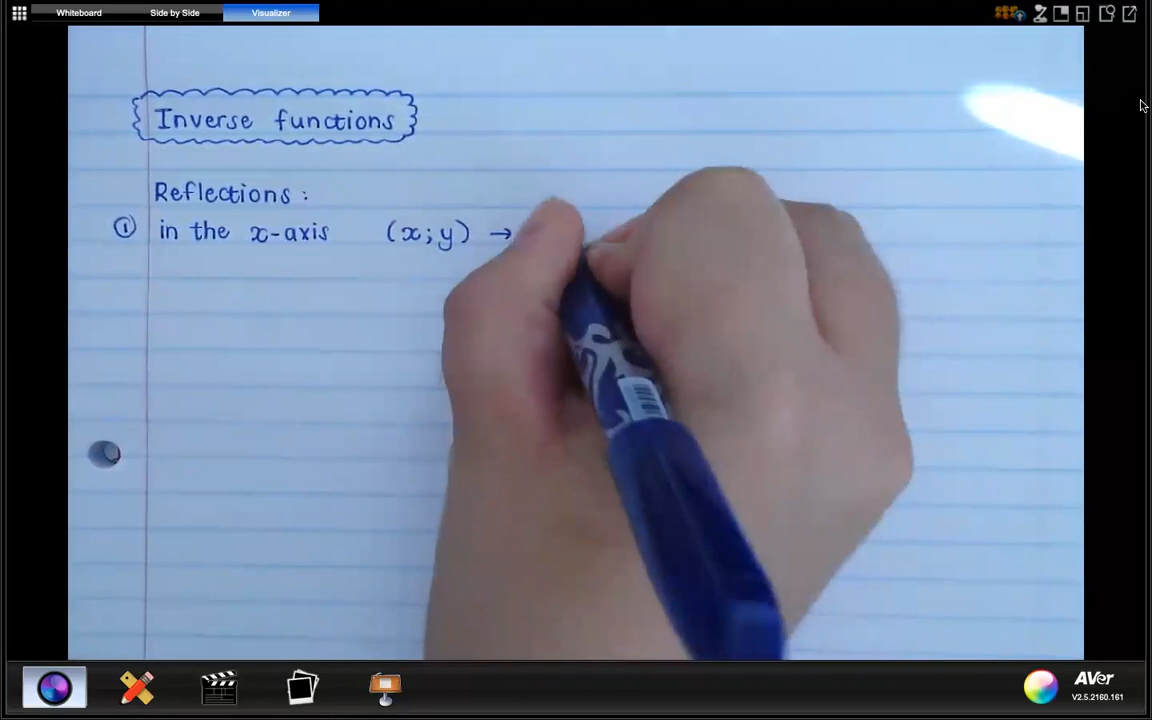 Whiteboard Side by Side Visualizer
Inverse functions
Reflections :
① in the x-axis (x;y) →
AVer
V2.5.2160.161